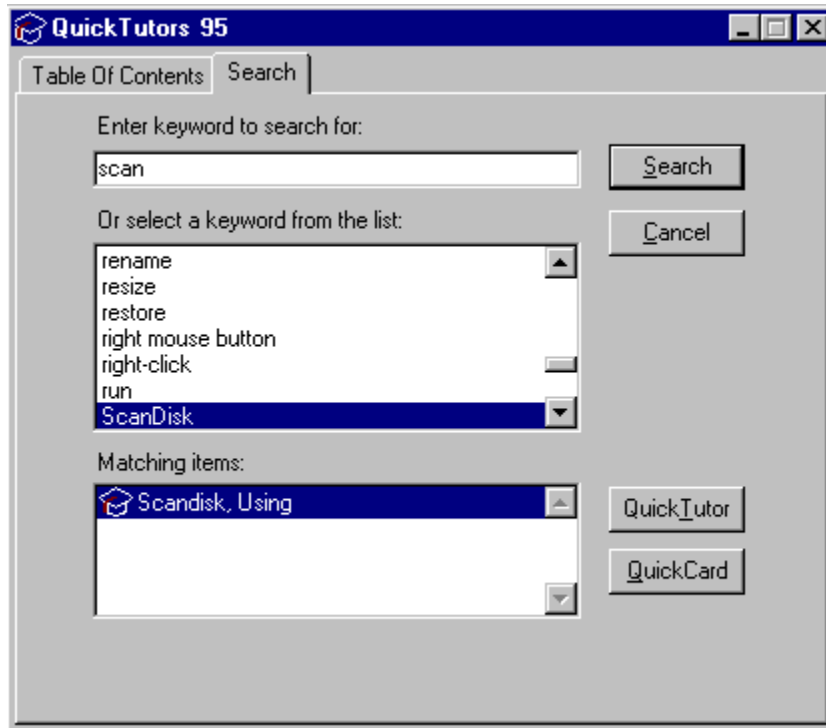 QuickTutors 95
Table Of Contents
Search
Enter keyword to search for:
scan
Search
Or select a keyword from the list:
Cancel
rename
resize
restore
right mouse button
right-click
run
ScanDisk
Matching items:
Scandisk, Using
QuickTutor
QuickCard